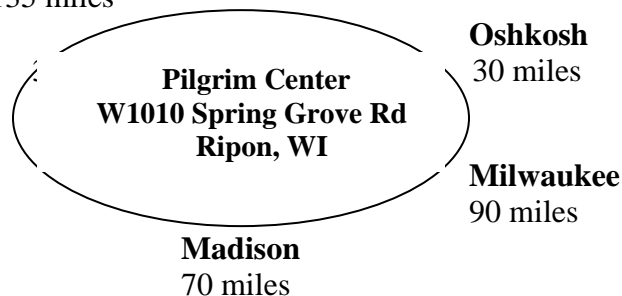 Oshkosh
30 miles
Pilgrim Center
W1010 Spring Grove Rd
Ripon, WI
Milwaukee
90 miles
Madison
70 miles